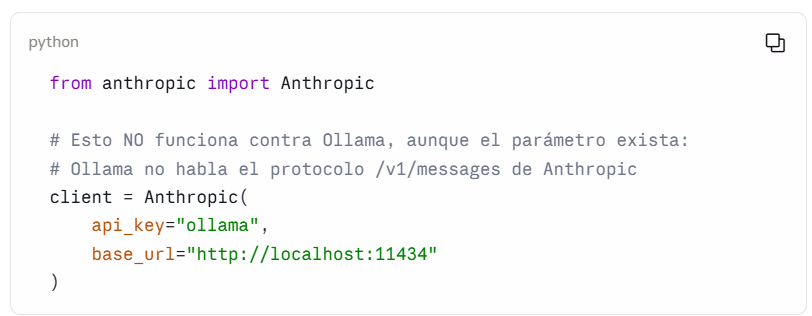 python
from anthropic import Anthropic
# Esto NO funciona contra Ollama, aunque el parámetro exista:
# Ollama no habla el protocolo /v1/messages de Anthropic
client = Anthropic(
    api_key="ollama",
    base_url="http://localhost:11434"
)